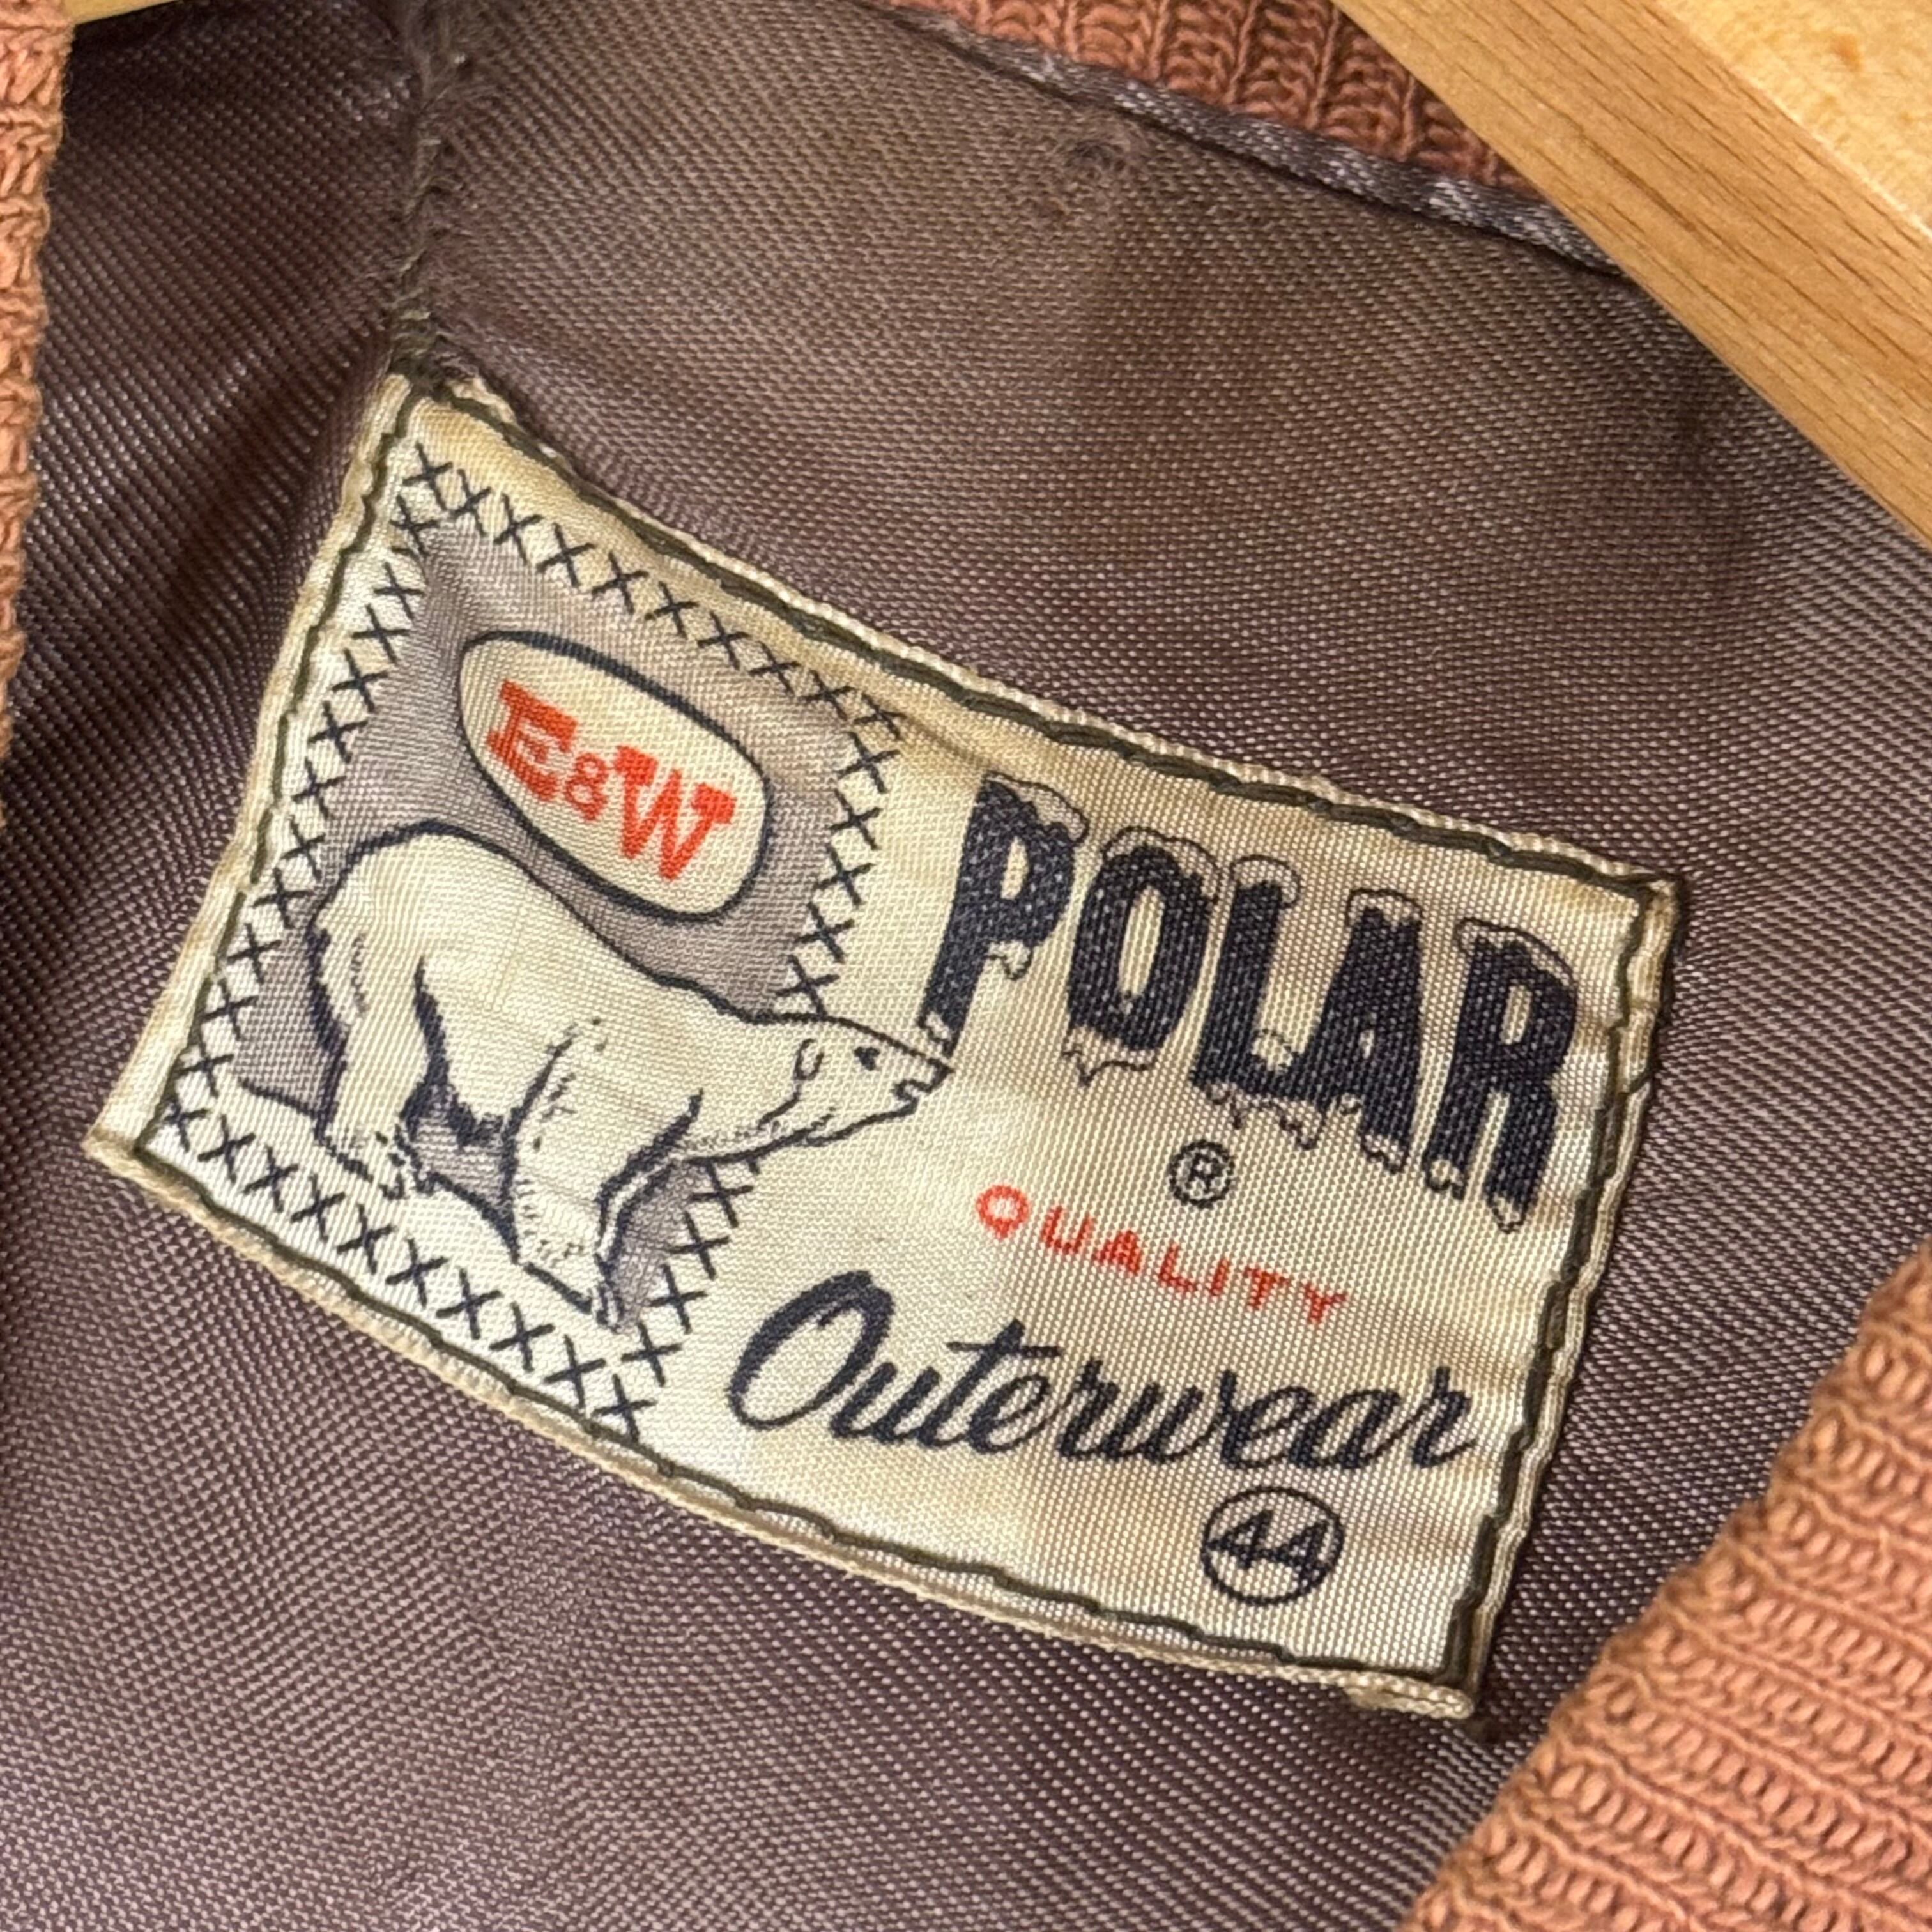 E&W
POLAR
®
QUALITY
Outerwear
44